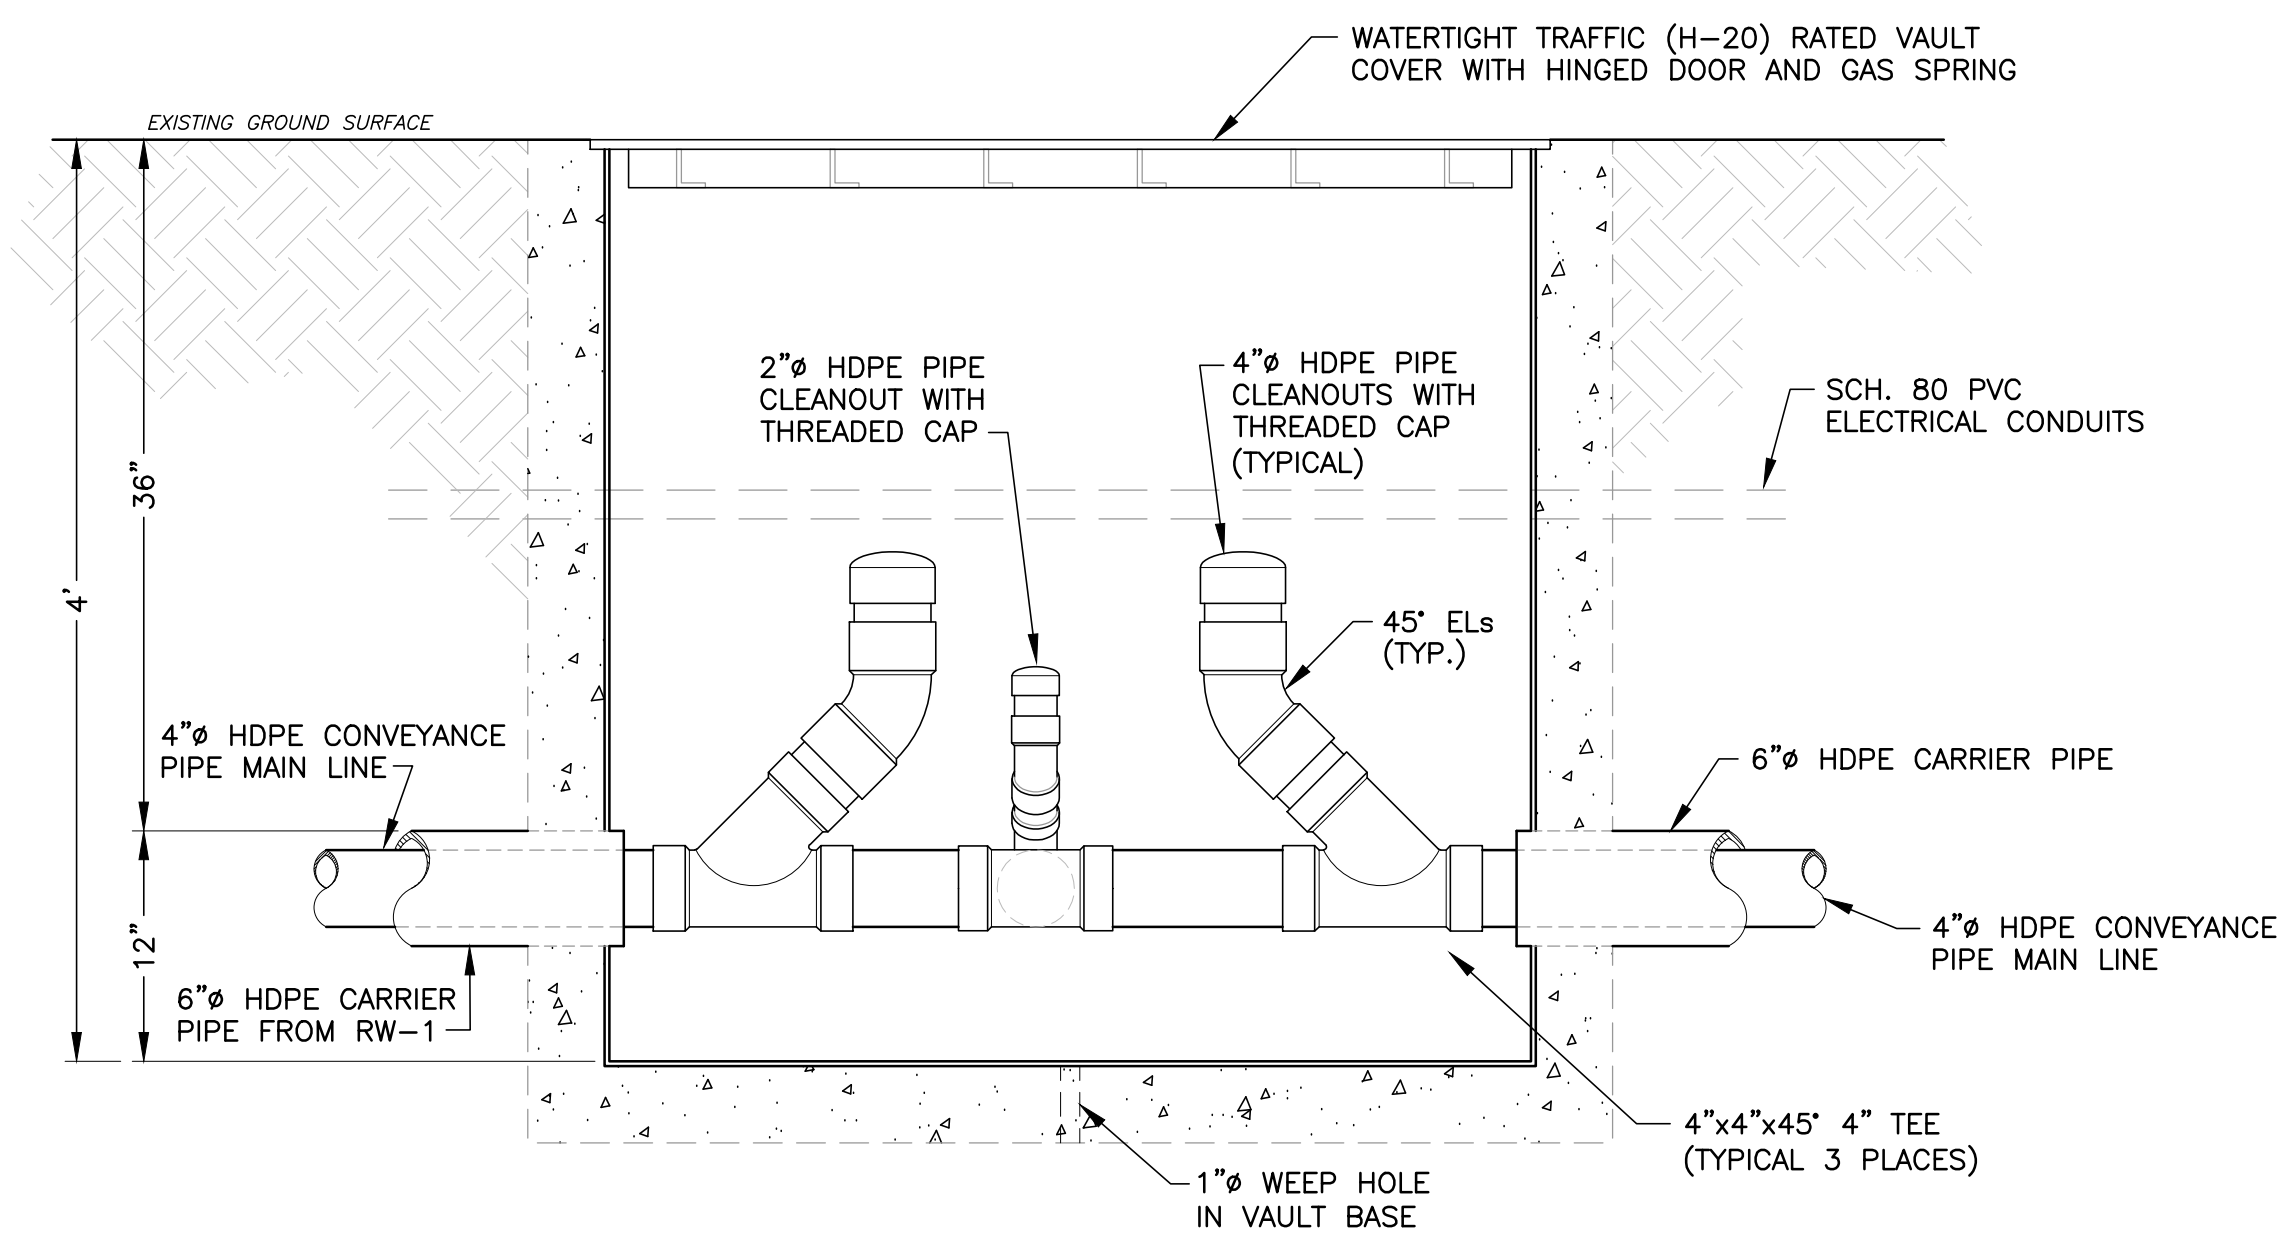 WATERTIGHT TRAFFIC (H-20) RATED VAULT
COVER WITH HINGED DOOR AND GAS SPRING
EXISTING GROUND SURFACE
2"ø HDPE PIPE
CLEANOUT WITH
THREADED CAP
4"ø HDPE PIPE
CLEANOUTS WITH
THREADED CAP
(TYPICAL)
SCH. 80 PVC
ELECTRICAL CONDUITS
36"
4'
45° ELs
(TYP.)
4"ø HDPE CONVEYANCE
PIPE MAIN LINE
6"ø HDPE CARRIER PIPE
12"
4"ø HDPE CONVEYANCE
PIPE MAIN LINE
6"ø HDPE CARRIER
PIPE FROM RW-1
4"x4"x45° 4" TEE
(TYPICAL 3 PLACES)
1"ø WEEP HOLE
IN VAULT BASE